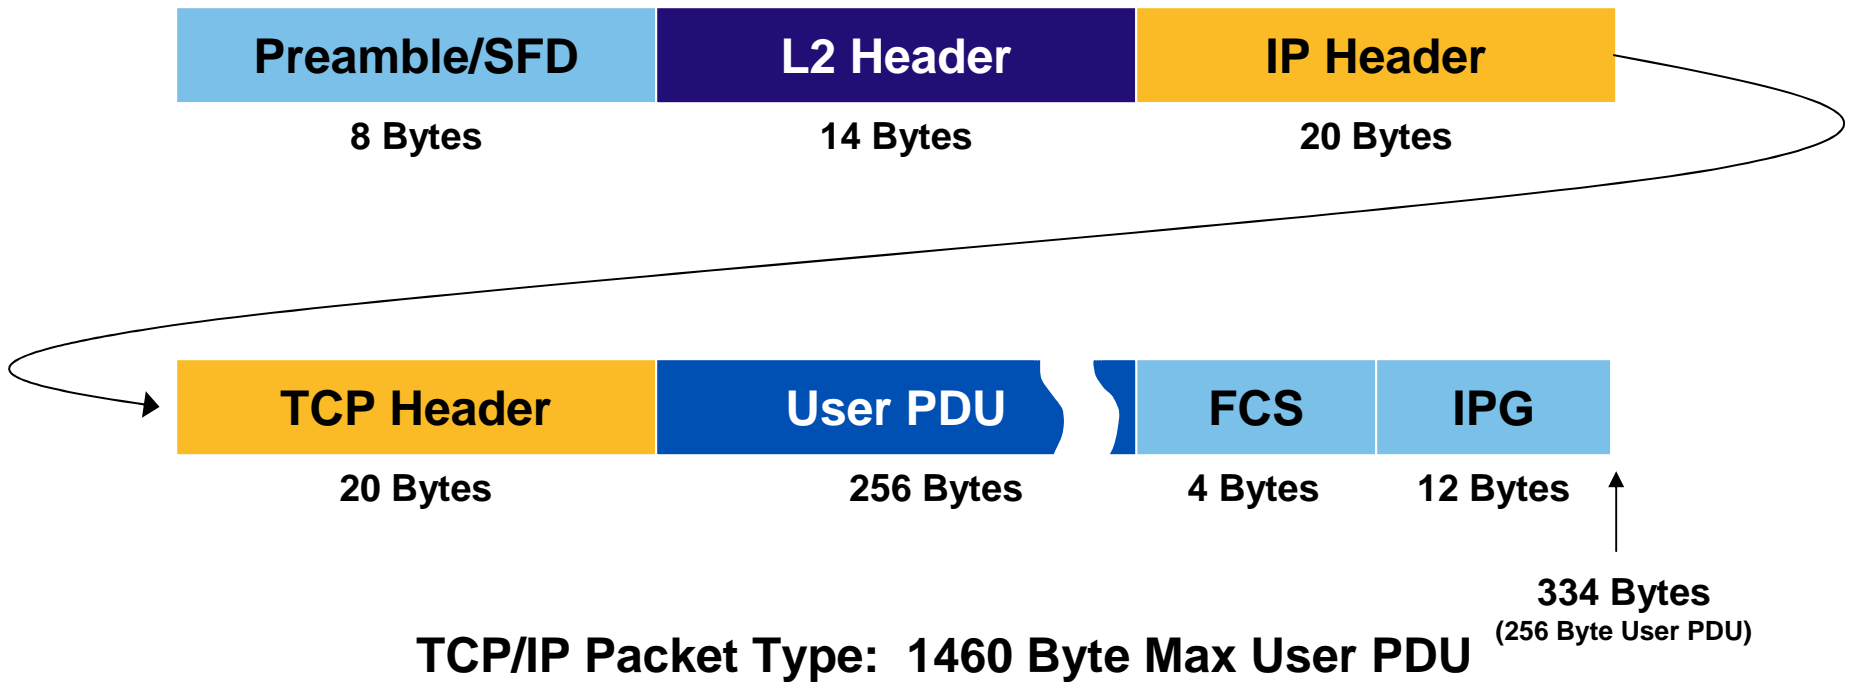 Preamble/SFD L2 Header IP Header
8 Bytes 14 Bytes 20 Bytes
TCP Header User PDU FCS IPG
20 Bytes 256 Bytes 4 Bytes 12 Bytes
334 Bytes
(256 Byte User PDU)
TCP/IP Packet Type: 1460 Byte Max User PDU